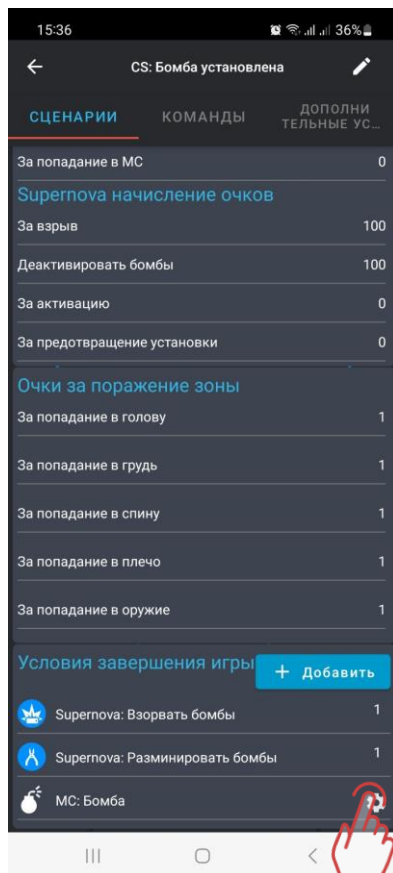 15:36 36%
CS: Бомба установлена
СЦЕНАРИИ КОМАНДЫ ДОПОЛНИ
ТЕЛЬНЫЕ УС...
За попадание в МС 0
Supernova начисление очков
За взрыв 100
Деактивировать бомбы 100
За активацию 0
За предотвращение установки 0
Очки за поражение зоны
За попадание в голову 1
За попадание в грудь 1
За попадание в спину 1
За попадание в плечо 1
За попадание в оружие 1
Условия завершения игры + Добавить
Supernova: Взорвать бомбы 1
Supernova: Разминировать бомбы 1
МС: Бомба